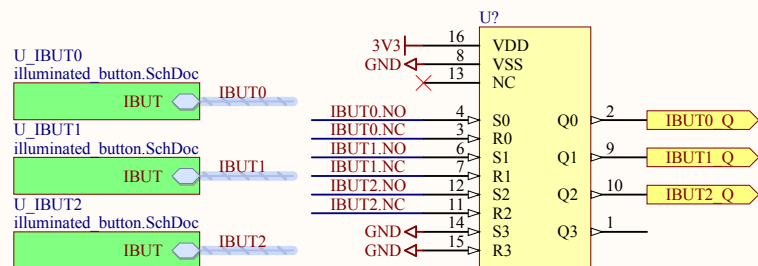 U?
U_IBUT0
illuminated_button.SchDoc
IBUT IBUT0
U_IBUT1
illuminated_button.SchDoc
IBUT IBUT1
U_IBUT2
illuminated_button.SchDoc
IBUT IBUT2
3V3 16 VDD
GND 8 VSS
13 NC
IBUT0.NO 4 S0 Q0 2 IBUT0_Q
IBUT0.NC 3 R0
IBUT1.NO 6 S1 Q1 9 IBUT1_Q
IBUT1.NC 7 R1
IBUT2.NO 12 S2 Q2 10 IBUT2_Q
IBUT2.NC 11 R2
GND 14 S3 Q3 1
GND 15 R3